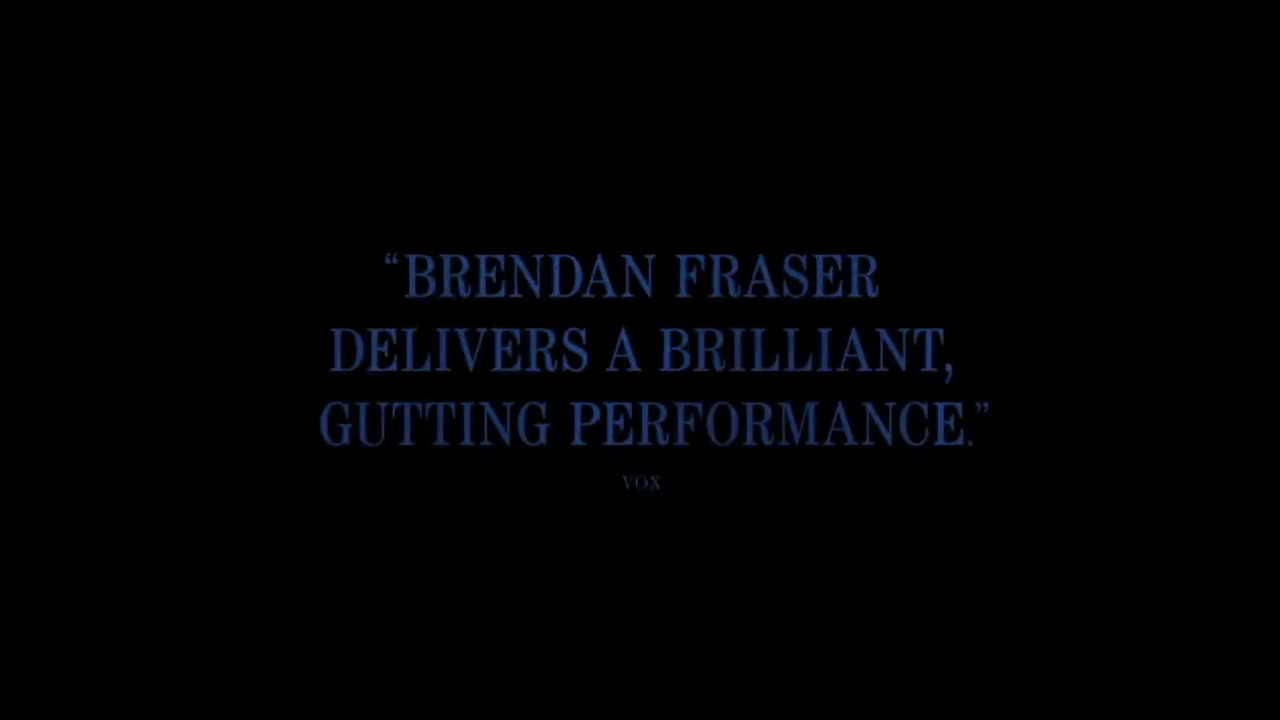 “BRENDAN FRASER
DELIVERS A BRILLIANT,
GUTTING PERFORMANCE.”
VOX